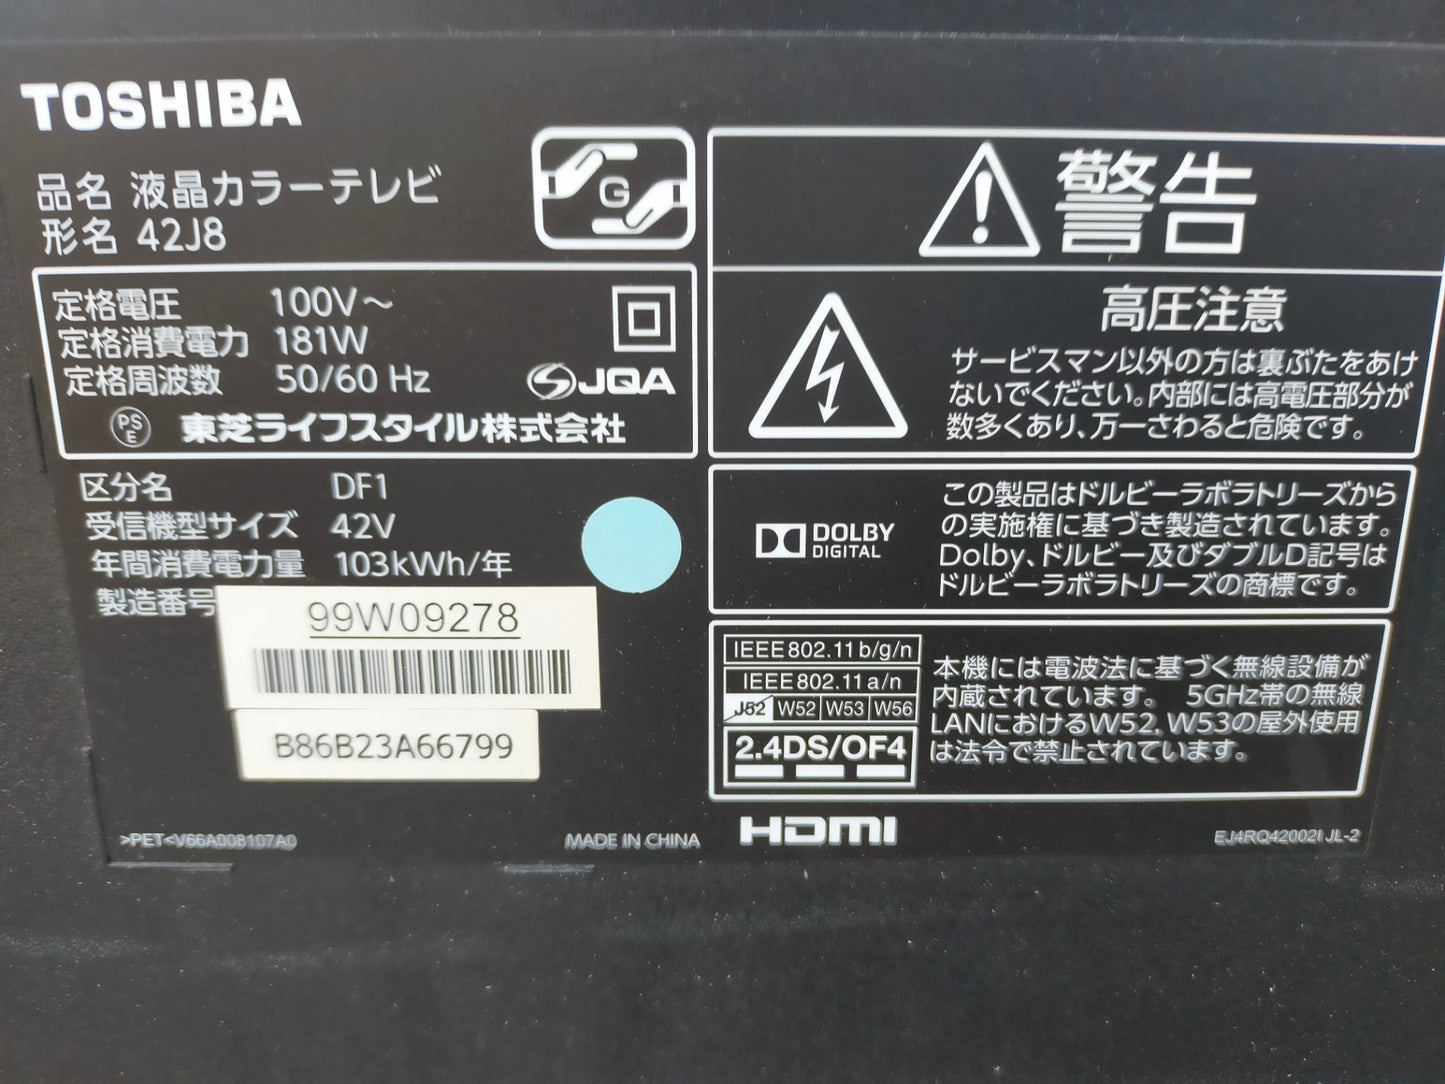 TOSHIBA
品名 液晶カラーテレビ
形名 42J8
G
定格電圧 100V～
定格消費電力 181W
定格周波数 50/60 Hz
JQA
PS
E
東芝ライフスタイル株式会社
区分名 DF1
受信機型サイズ 42V
年間消費電力量 103kWh/年
製造番号
99W09278
B86B23A66799
>PET<V66A008107A0
MADE IN CHINA
警告
高圧注意
サービスマン以外の方は裏ぶたをあけ
ないでください。内部には高電圧部分が
数多くあり、万一さわると危険です。
DOLBY
DIGITAL
この製品はドルビーラボラトリーズから
の実施権に基づき製造されています。
Dolby、ドルビー及びダブルD記号は
ドルビーラボラトリーズの商標です。
IEEE802.11b/g/n
IEEE802.11a/n
J52 W52 W53 W56
2.4DS/OF4
本機には電波法に基づく無線設備が
内蔵されています。 5GHz帯の無線
LANにおけるW52, W53の屋外使用
は法令で禁止されています。
HDMI
EJ4RQ42002I JL-2